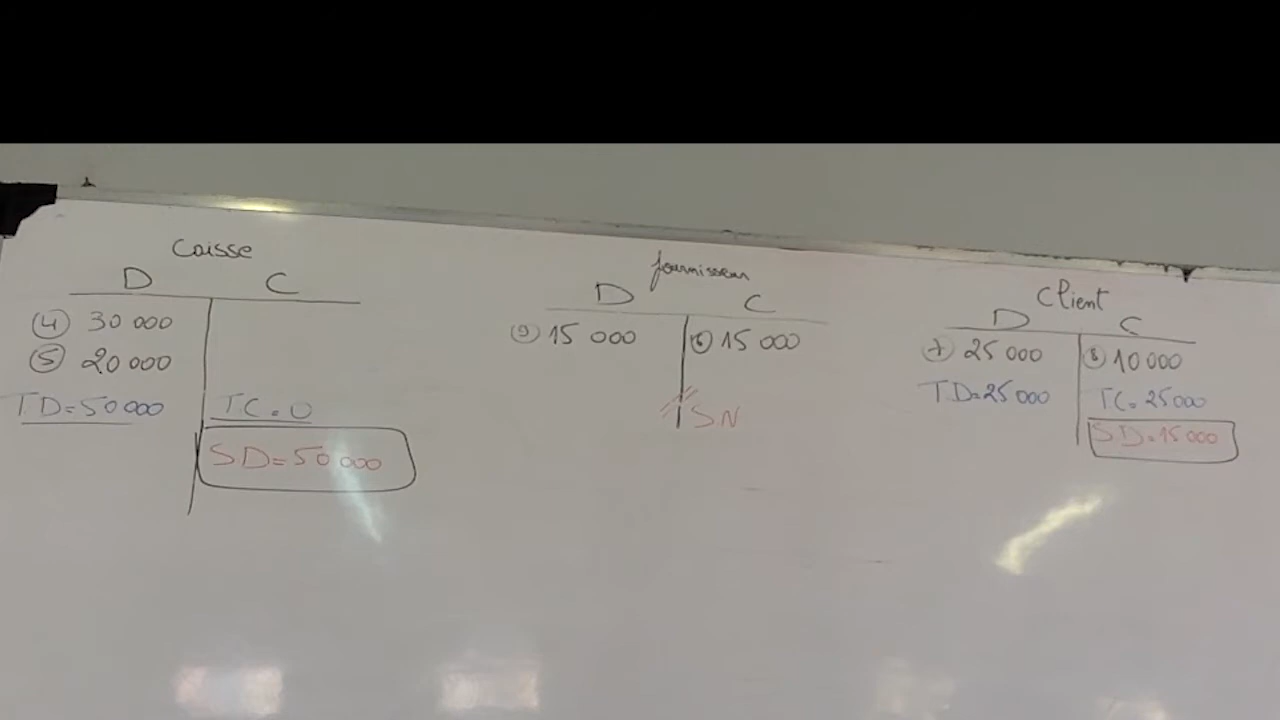 Caisse
D C
④ 30 000
⑤ 20 000
TD=50 000 TC=0
SD=50 000
fournisseur
D C
⑨ 15 000 ⑥ 15 000
SN
Client
D C
⑦ 25 000 ⑧ 10 000
TD=25 000 TC=25 000
SD=15 000